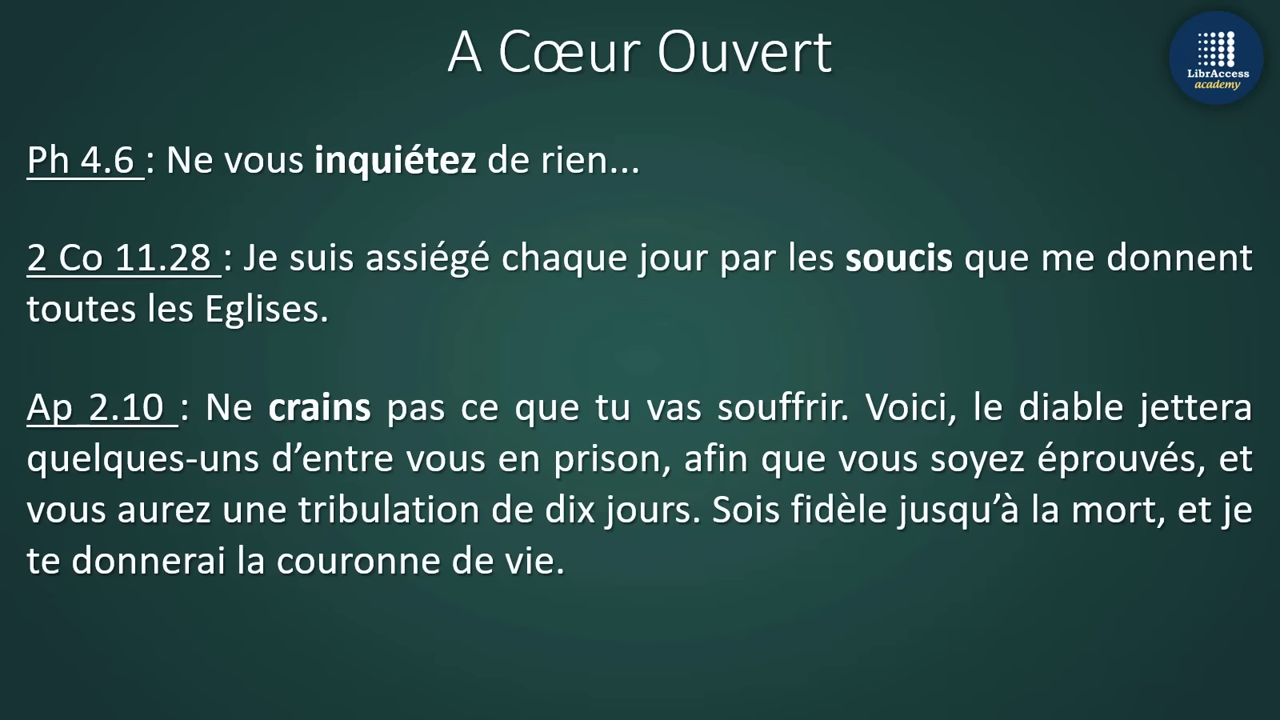 A Cœur Ouvert
LibrAccess
academy
Ph 4.6 : Ne vous inquiétez de rien...
2 Co 11.28 : Je suis assiégé chaque jour par les soucis que me donnent
toutes les Eglises.
Ap 2.10 : Ne crains pas ce que tu vas souffrir. Voici, le diable jettera
quelques-uns d’entre vous en prison, afin que vous soyez éprouvés, et
vous aurez une tribulation de dix jours. Sois fidèle jusqu’à la mort, et je
te donnerai la couronne de vie.